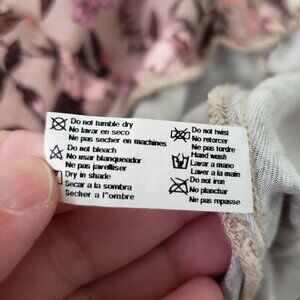 Do not tumble dry
No lavar en seco
Ne pas secher en machines
Do not bleach
No usar blanqueador
Ne pas javelliser
Dry in shade
Secar a la sombra
Secher a l"ombre
Do not twist
No retorcer
Ne pas tordre
Hand wash
Lavar a mano
Laver a la main
Do not iron
No planchar
Ne pas repasse